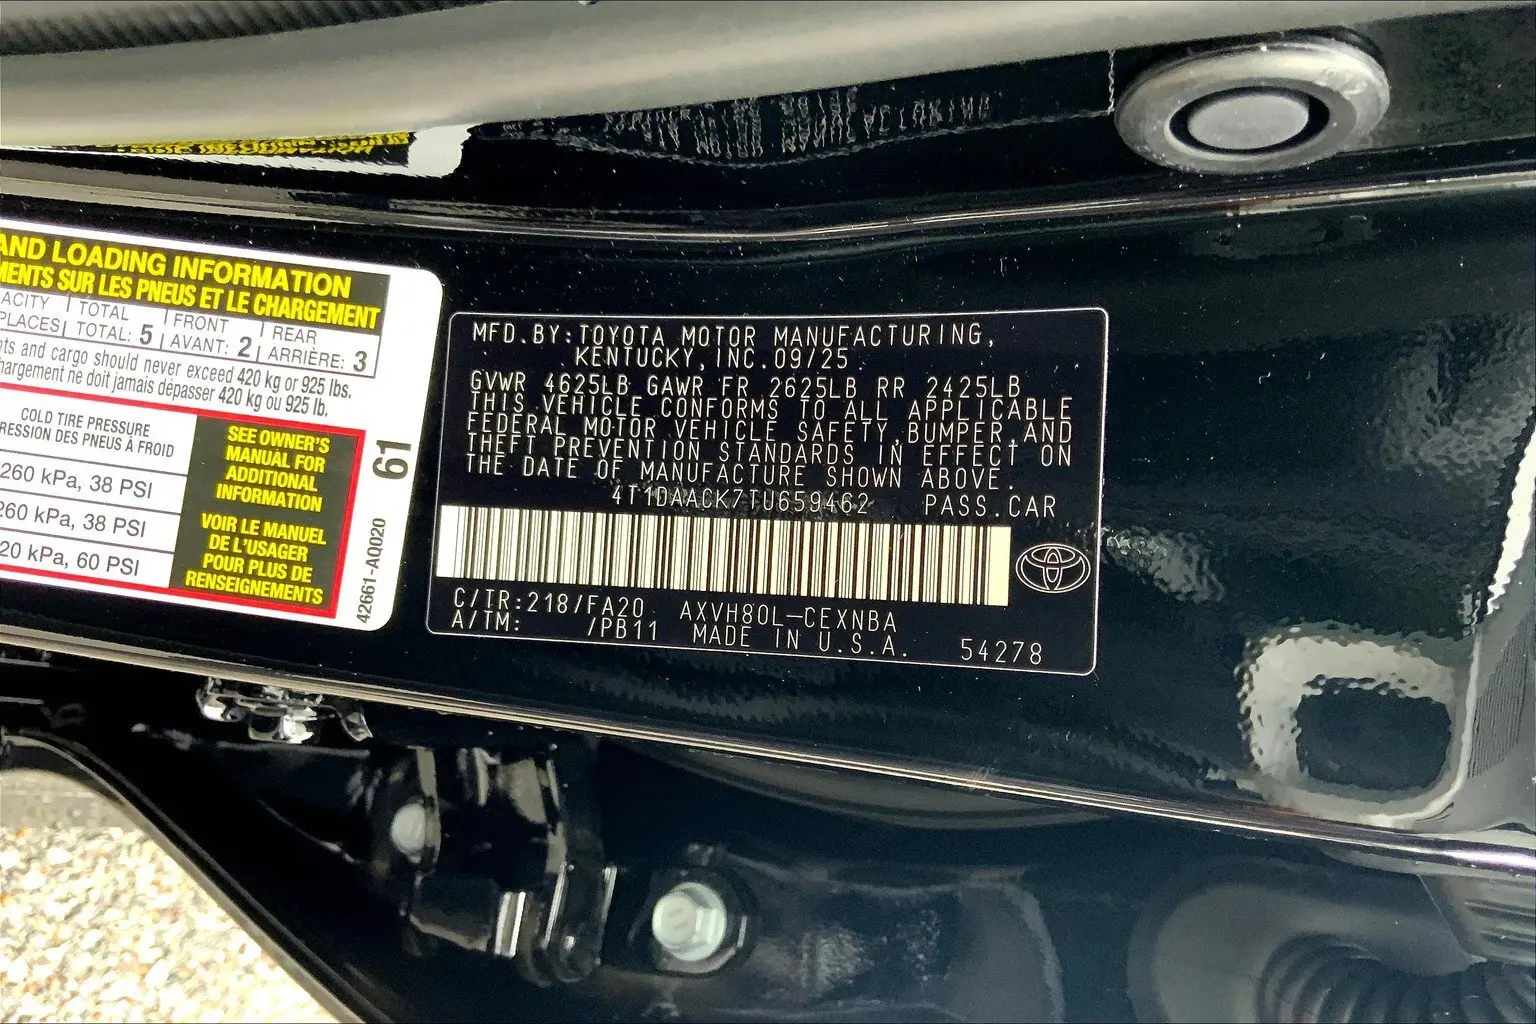 AND LOADING INFORMATION
MENTS SUR LES PNEUS ET LE CHARGEMENT
ACITY TOTAL FRONT REAR
PLACES TOTAL: 5 AVANT: 2 ARRIÈRE: 3
nts and cargo should never exceed 420 kg or 925 lbs.
hargement ne doit jamais dépasser 420 kg ou 925 lb.
COLD TIRE PRESSURE
RESSION DES PNEUS À FROID
260 kPa, 38 PSI
260 kPa, 38 PSI
20 kPa, 60 PSI
SEE OWNER'S
MANUAL FOR
ADDITIONAL
INFORMATION
VOIR LE MANUEL
DE L'USAGER
POUR PLUS DE
RENSEIGNEMENTS
61
42661-AQ020
MFD.BY:TOYOTA MOTOR MANUFACTURING,
KENTUCKY, INC.09/25
GVWR 4625LB GAWR FR 2625LB RR 2425LB
THIS VEHICLE CONFORMS TO ALL APPLICABLE
FEDERAL MOTOR VEHICLE SAFETY,BUMPER,AND
THEFT PREVENTION STANDARDS IN EFFECT ON
THE DATE OF MANUFACTURE SHOWN ABOVE.
4T1DAACK7TU659462 PASS.CAR
C/TR:218/FA20 AXVH80L-CEXNBA
A/TM: /PB11 MADE IN U.S.A. 54278